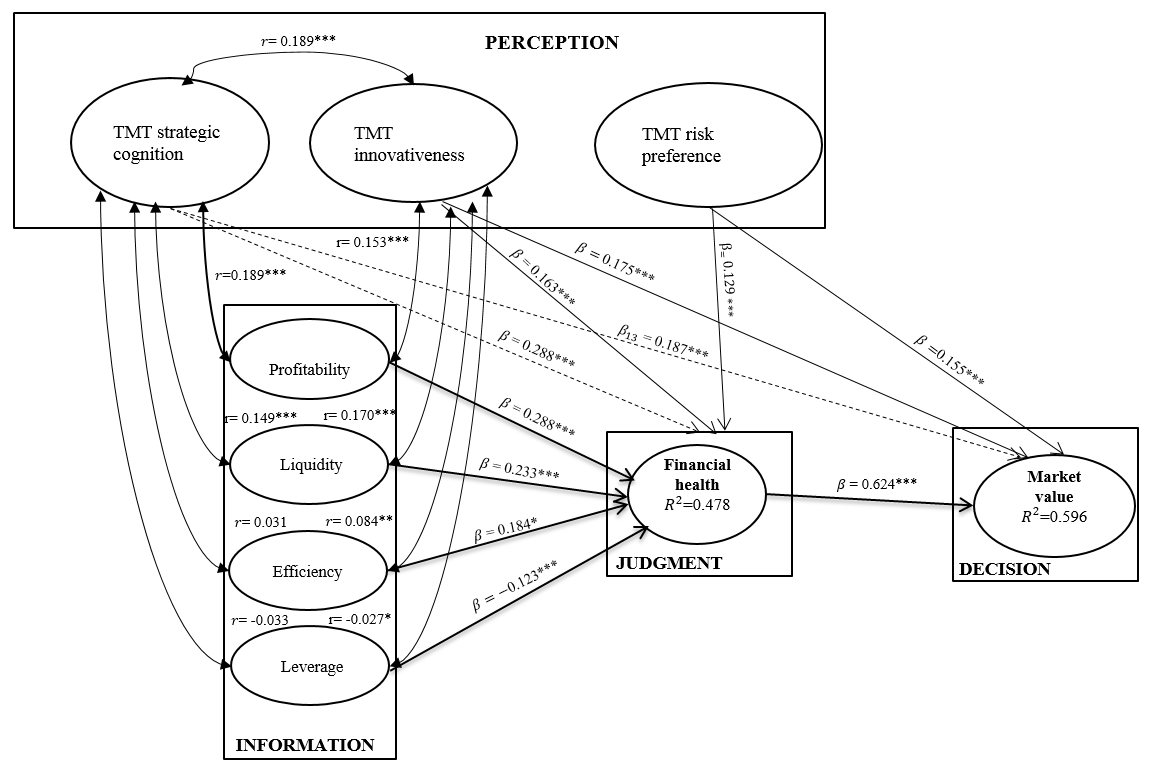 r= 0.189***
PERCEPTION
TMT strategic
cognition
TMT
innovativeness
TMT risk
preference
r= 0.153***
r=0.189***
β = 0.163***
β = 0.175***
β= 0.129 ***
β = 0.288***
β₁₃ = 0.187***
β =0.155***
Profitability
r= 0.149***
r= 0.170***
β = 0.288***
Liquidity
β = 0.233***
Financial
health
R²=0.478
β = 0.624***
Market
value
R²=0.596
r= 0.031
r= 0.084**
β = 0.184*
Efficiency
JUDGMENT
DECISION
β = −0.123***
r= -0.033
r= -0.027*
Leverage
INFORMATION